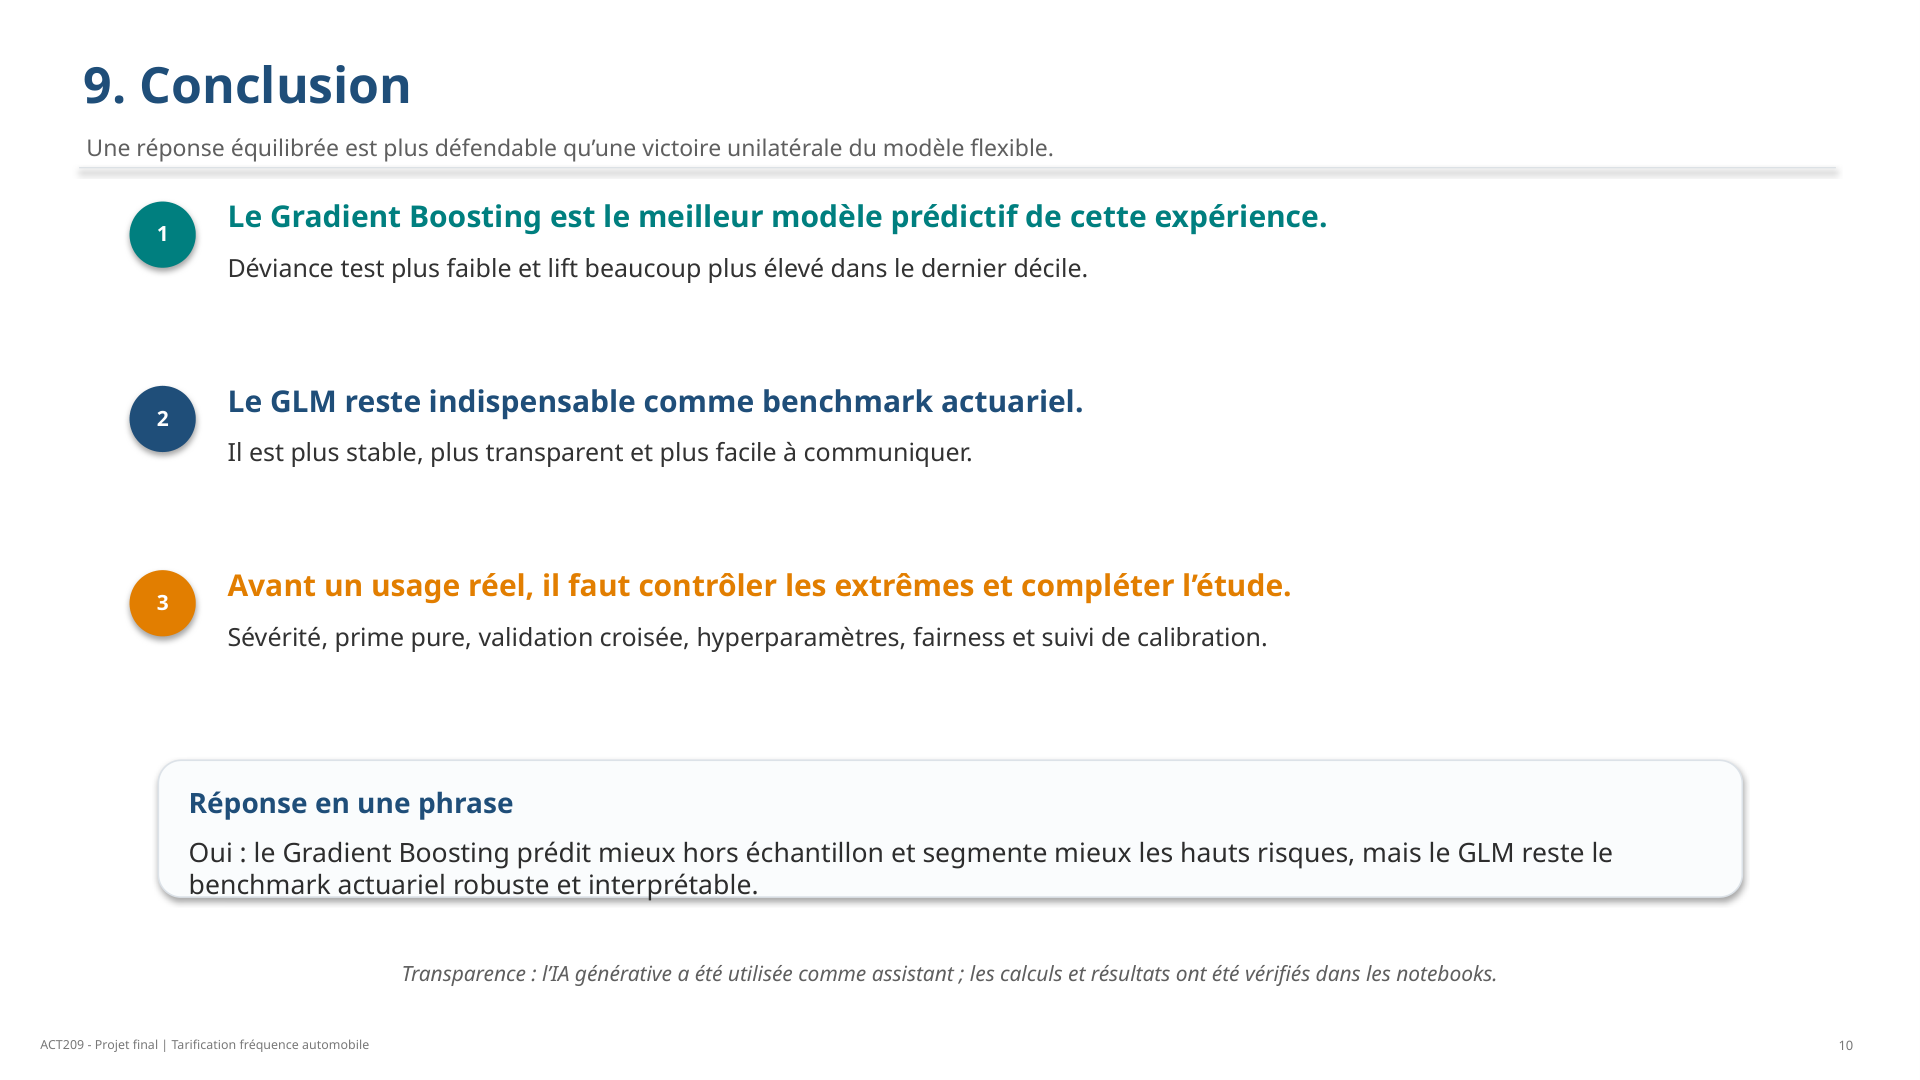 9. Conclusion
Une réponse équilibrée est plus défendable qu’une victoire unilatérale du modèle flexible.
1
Le Gradient Boosting est le meilleur modèle prédictif de cette expérience.
Déviance test plus faible et lift beaucoup plus élevé dans le dernier décile.
2
Le GLM reste indispensable comme benchmark actuariel.
Il est plus stable, plus transparent et plus facile à communiquer.
3
Avant un usage réel, il faut contrôler les extrêmes et compléter l’étude.
Sévérité, prime pure, validation croisée, hyperparamètres, fairness et suivi de calibration.
Réponse en une phrase
Oui : le Gradient Boosting prédit mieux hors échantillon et segmente mieux les hauts risques, mais le GLM reste le
benchmark actuariel robuste et interprétable.
Transparence : l’IA générative a été utilisée comme assistant ; les calculs et résultats ont été vérifiés dans les notebooks.
ACT209 - Projet final | Tarification fréquence automobile
10